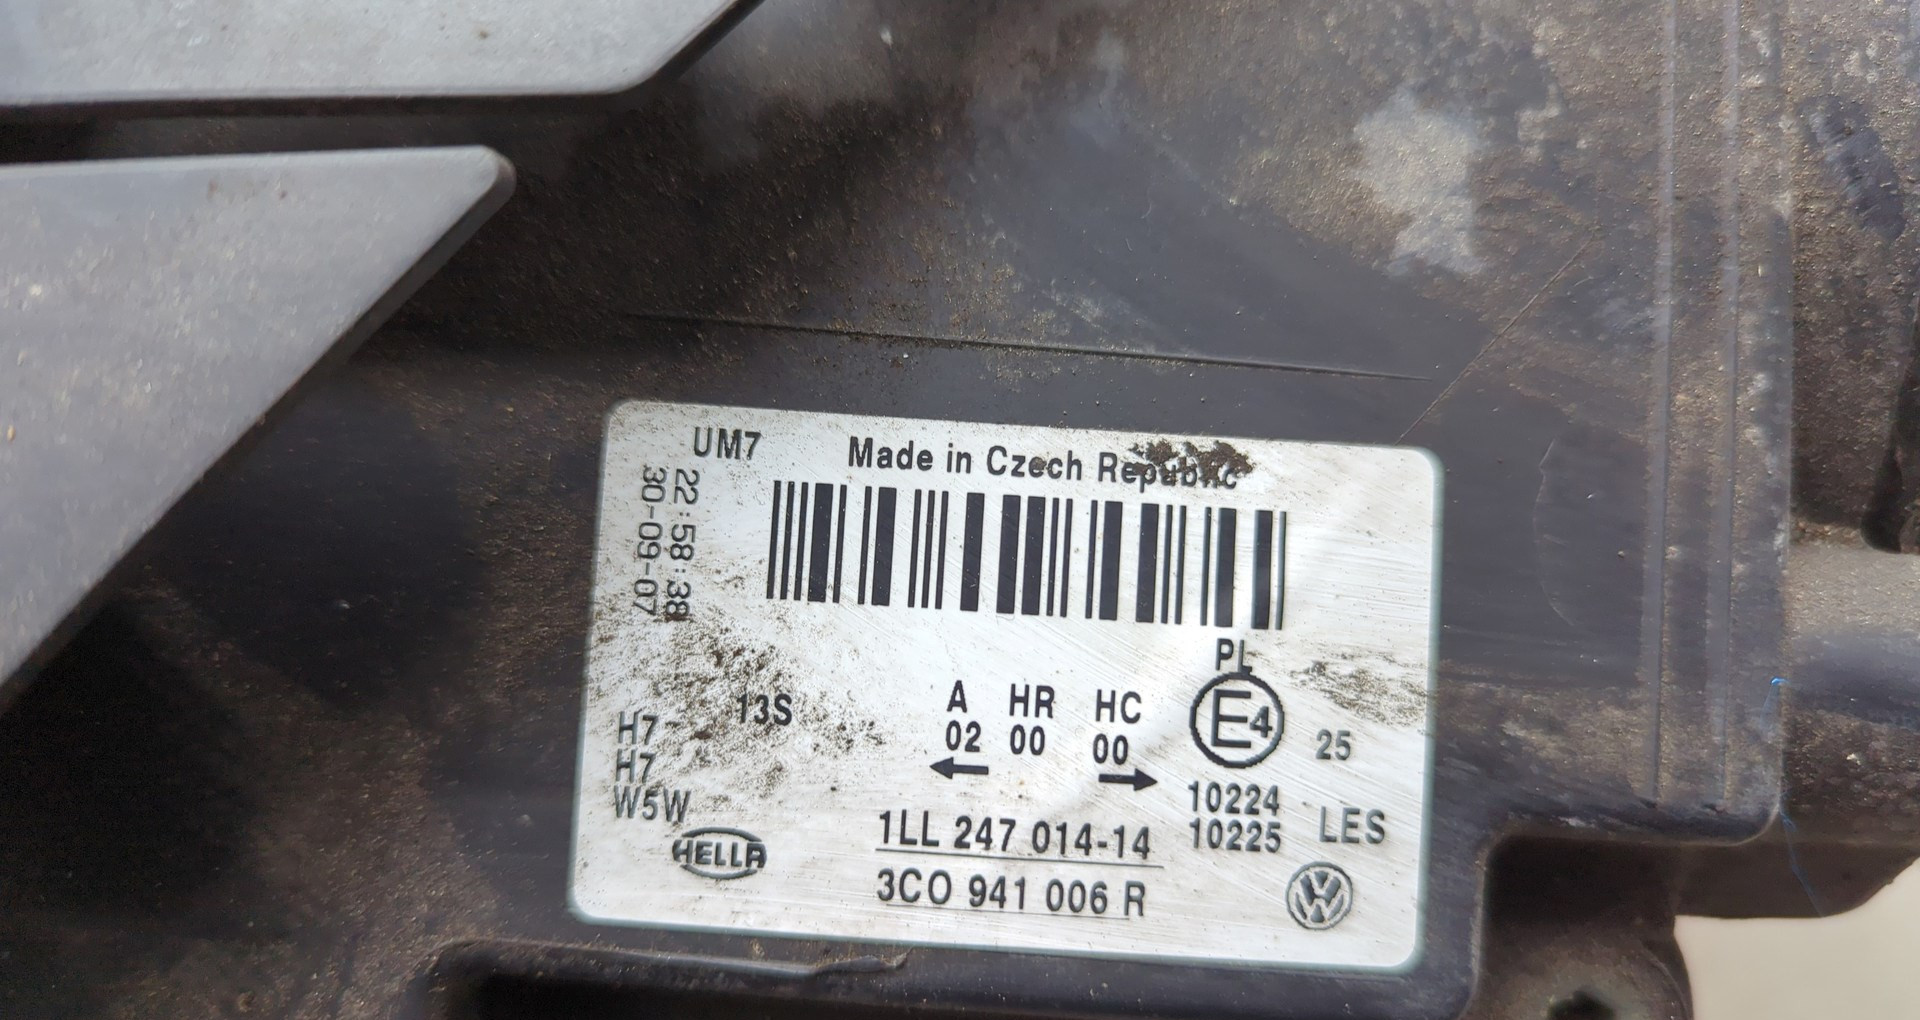 UM7
Made in Czech Republic
22:58:38
30-09-07
PL
13S
A HR HC
02 00 00
E4
25
H7
H7
W5W
10224
10225
LES
1LL 247 014-14
HELLA
3C0 941 006 R
VW